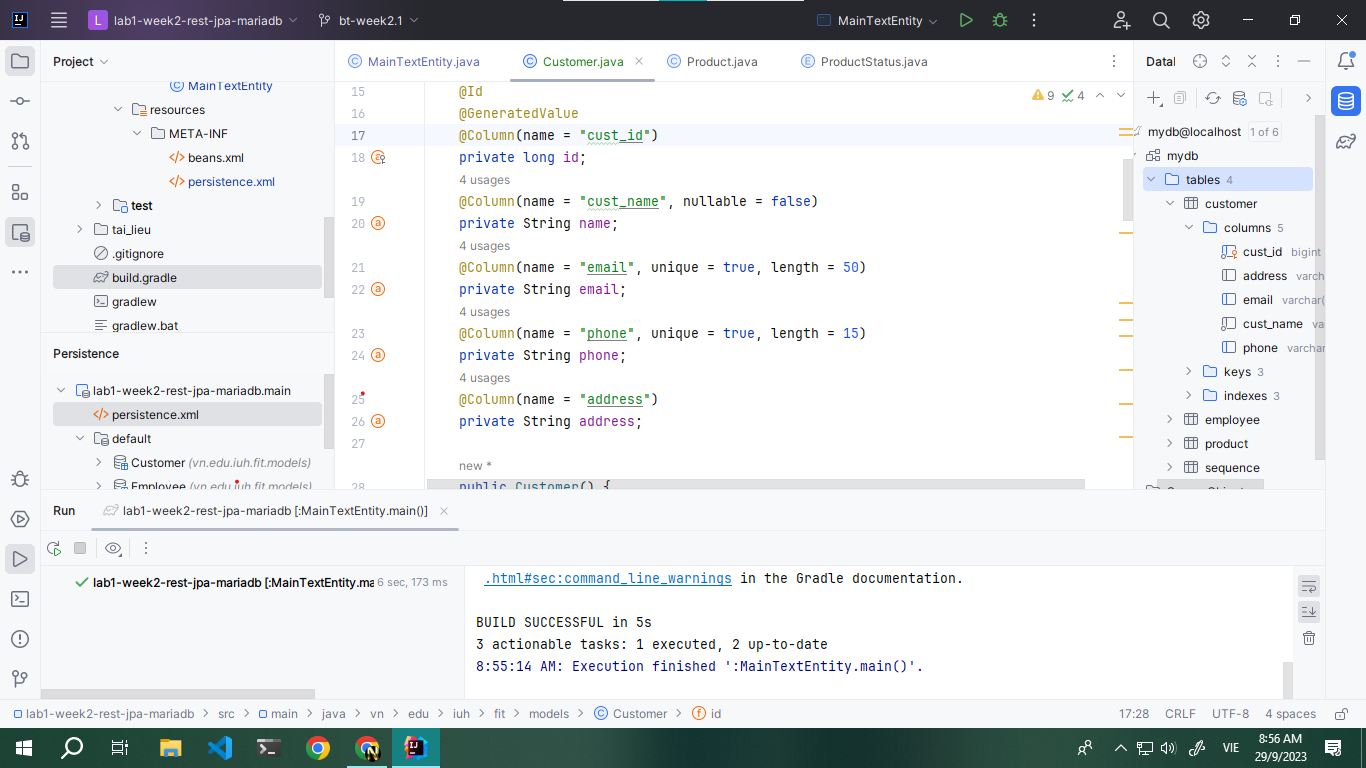 L lab1-week2-rest-jpa-mariadb bt-week2.1 MainTextEntity
Project
MainTextEntity
resources
META-INF
beans.xml
persistence.xml
test
tai_lieu
.gitignore
build.gradle
gradlew
gradlew.bat
Persistence
lab1-week2-rest-jpa-mariadb.main
persistence.xml
default
Customer (vn.edu.iuh.fit.models)
Employee (vn.edu.iuh.fit.models)
MainTextEntity.java Customer.java Product.java ProductStatus.java
9 4
15 @Id
16 @GeneratedValue
17 @Column(name = "cust_id")
18 private long id;
4 usages
19 @Column(name = "cust_name", nullable = false)
20 private String name;
4 usages
21 @Column(name = "email", unique = true, length = 50)
22 private String email;
4 usages
23 @Column(name = "phone", unique = true, length = 15)
24 private String phone;
4 usages
25 @Column(name = "address")
26 private String address;
27
new *
28 public Customer() {
Datal
mydb@localhost 1 of 6
mydb
tables 4
customer
columns 5
cust_id bigint
address varch
email varchar(
cust_name va
phone varchar
keys 3
indexes 3
employee
product
sequence
Run lab1-week2-rest-jpa-mariadb [:MainTextEntity.main()]
lab1-week2-rest-jpa-mariadb [:MainTextEntity.ma 6 sec, 173 ms
.html#sec:command_line_warnings in the Gradle documentation.
BUILD SUCCESSFUL in 5s
3 actionable tasks: 1 executed, 2 up-to-date
8:55:14 AM: Execution finished ':MainTextEntity.main()'.
lab1-week2-rest-jpa-mariadb > src > main > java > vn > edu > iuh > fit > models > Customer > id 17:28 CRLF UTF-8 4 spaces
VIE
8:56 AM
29/9/2023